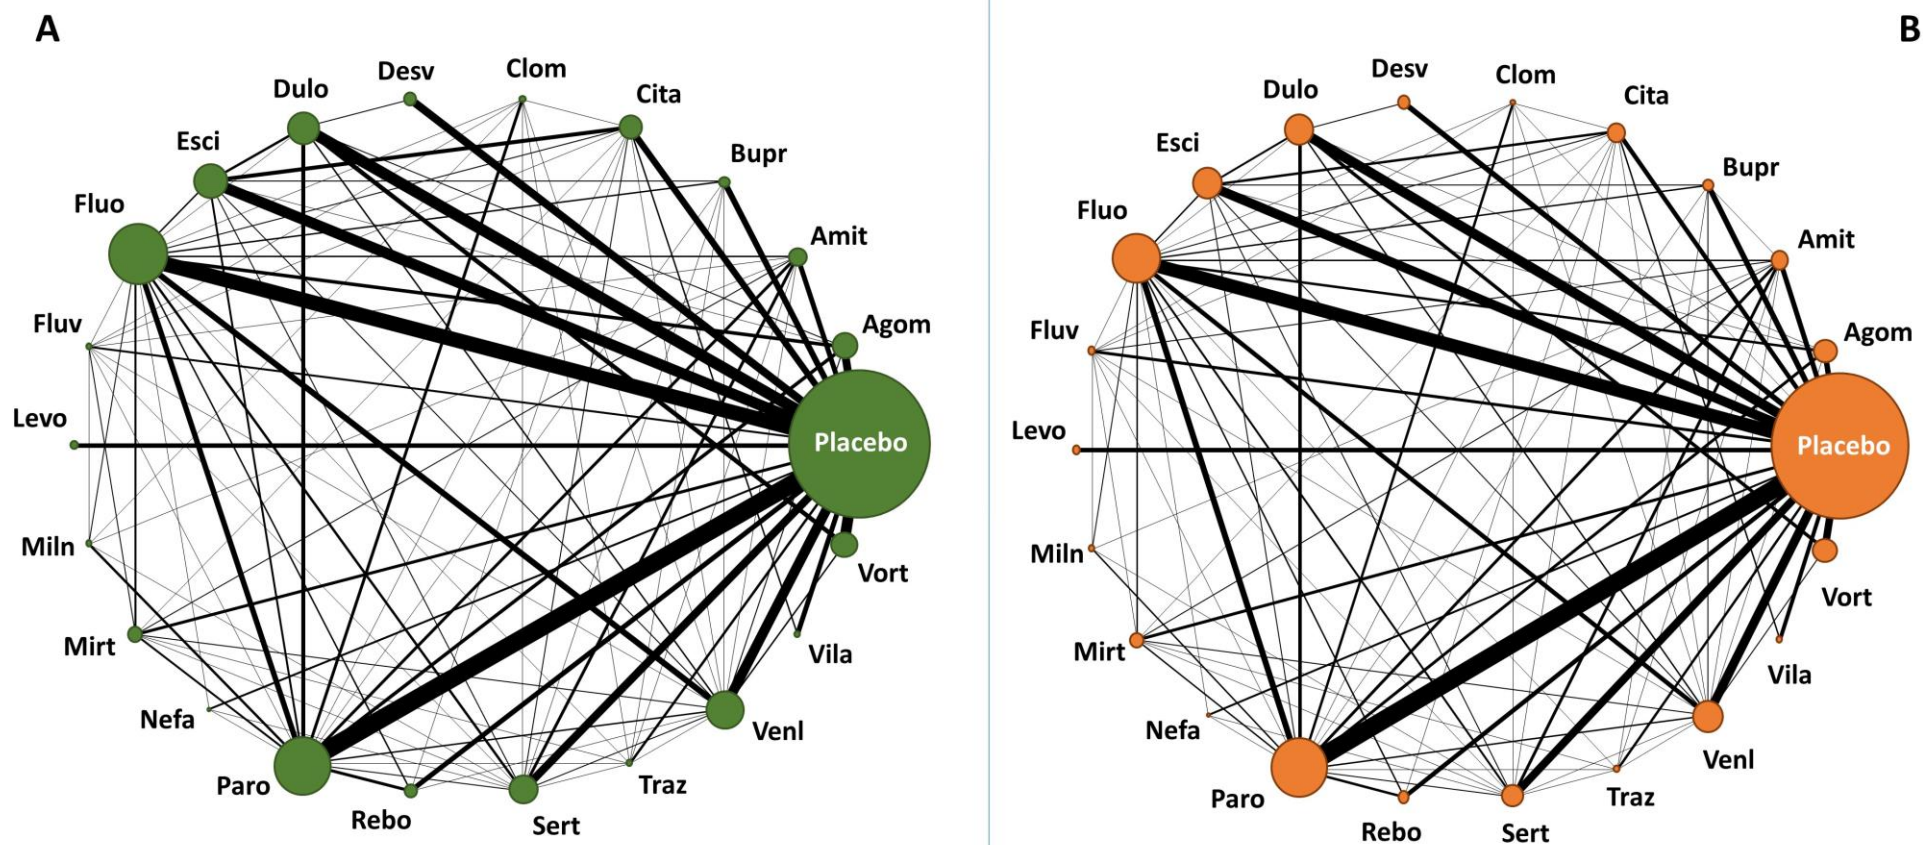 A
Desv
Clom
Dulo
Cita
Esci
Bupr
Fluo
Amit
Fluv
Agom
Levo
Placebo
Miln
Vort
Mirt
Vila
Nefa
Venl
Paro
Traz
Rebo
Sert
B
Desv
Clom
Dulo
Cita
Esci
Bupr
Fluo
Amit
Fluv
Agom
Levo
Placebo
Miln
Vort
Mirt
Vila
Nefa
Venl
Paro
Traz
Rebo
Sert